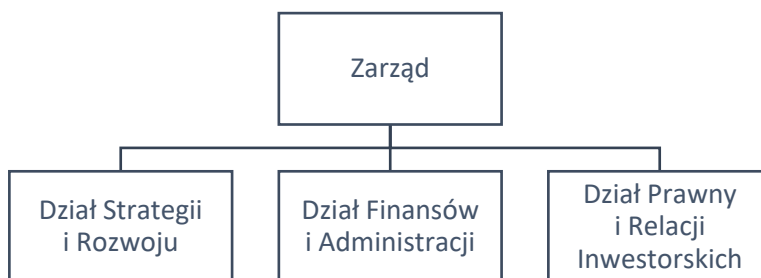 Zarząd
Dział Strategii
i Rozwoju
Dział Finansów
i Administracji
Dział Prawny
i Relacji
Inwestorskich